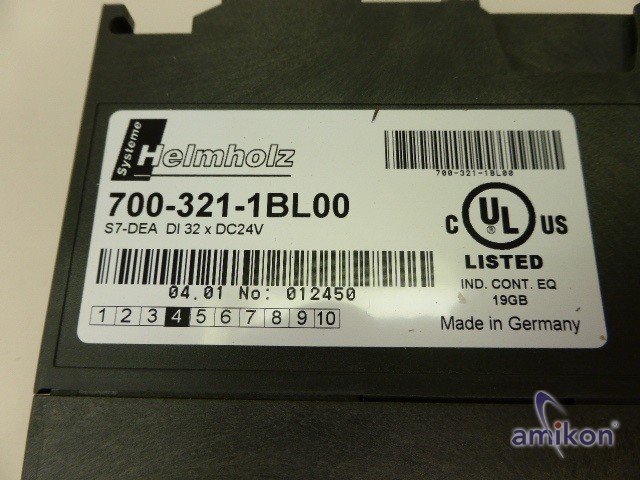 Systeme
Helmholz
700-321-1BL00
700-321-1BL00
S7-DEA DI 32 x DC24V
C UL US
LISTED
IND. CONT. EQ
19GB
04.01 No: 012450
1 2 3 4 5 6 7 8 9 10
Made in Germany
amikon